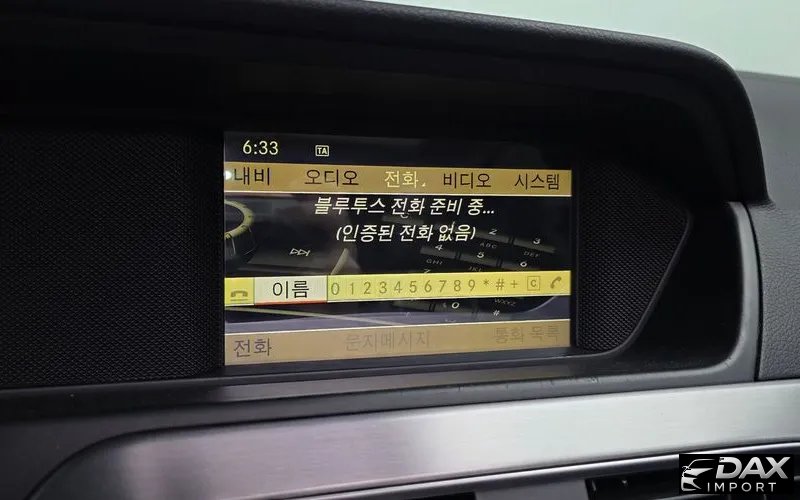 6:33 TA
내비 오디오 전화 비디오 시스템
블루투스 전화 준비 중...
(인증된 전화 없음)
이름 0 1 2 3 4 5 6 7 8 9 * # + C
전화 문자메시지 통화 목록
DAX
IMPORT